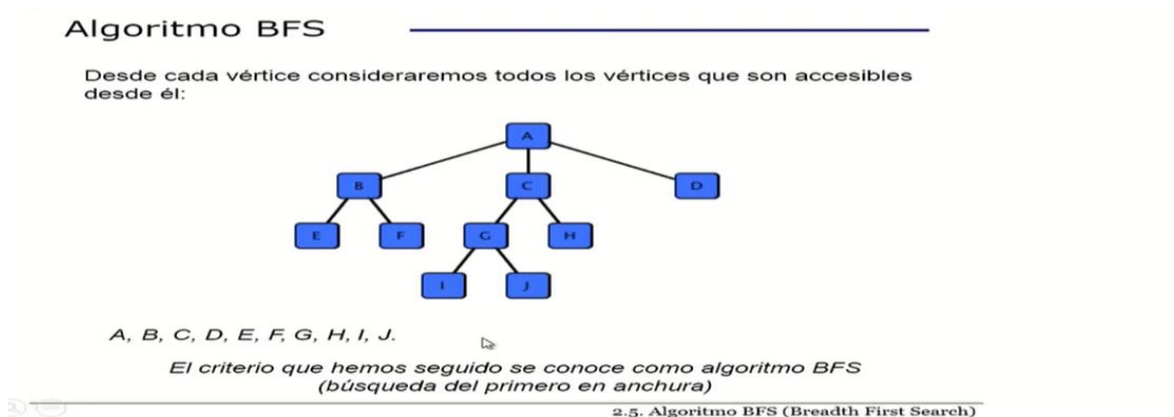 Algoritmo BFS
Desde cada vértice consideraremos todos los vértices que son accesibles
desde él:
A
B
C
D
E
F
G
H
I
J
A, B, C, D, E, F, G, H, I, J.
El criterio que hemos seguido se conoce como algoritmo BFS
(búsqueda del primero en anchura)
2.5. Algoritmo BFS (Breadth First Search)